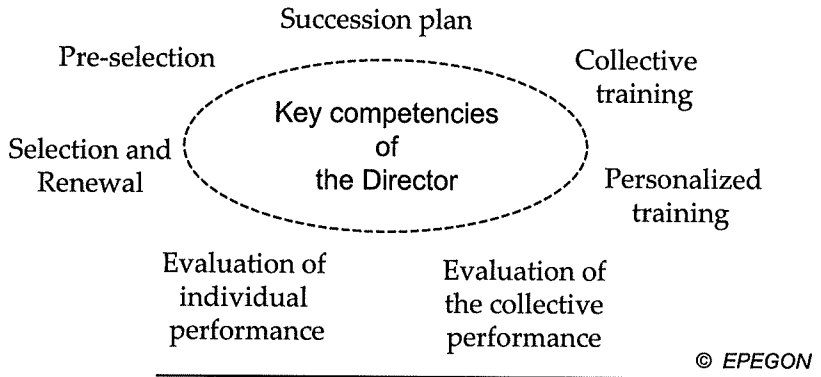 Succession plan
Pre-selection
Collective
training
Key competencies
of
the Director
Selection and
Renewal
Personalized
training
Evaluation of
individual
performance
Evaluation of
the collective
performance
© EPEGON